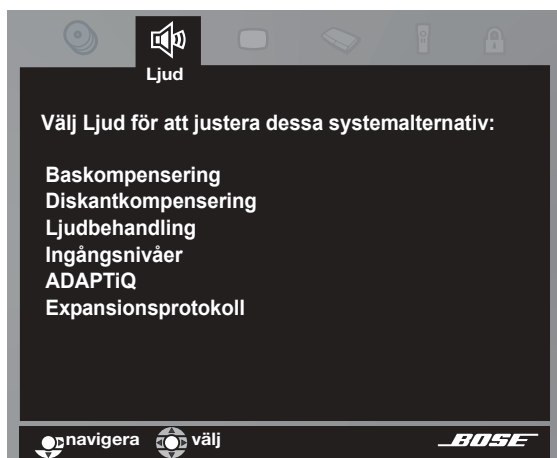 Ljud
Välj Ljud för att justera dessa systemalternativ:
Baskompensering
Diskantkompensering
Ljudbehandling
Ingångsnivåer
ADAPTiQ
Expansionsprotokoll
navigera välj BOSE